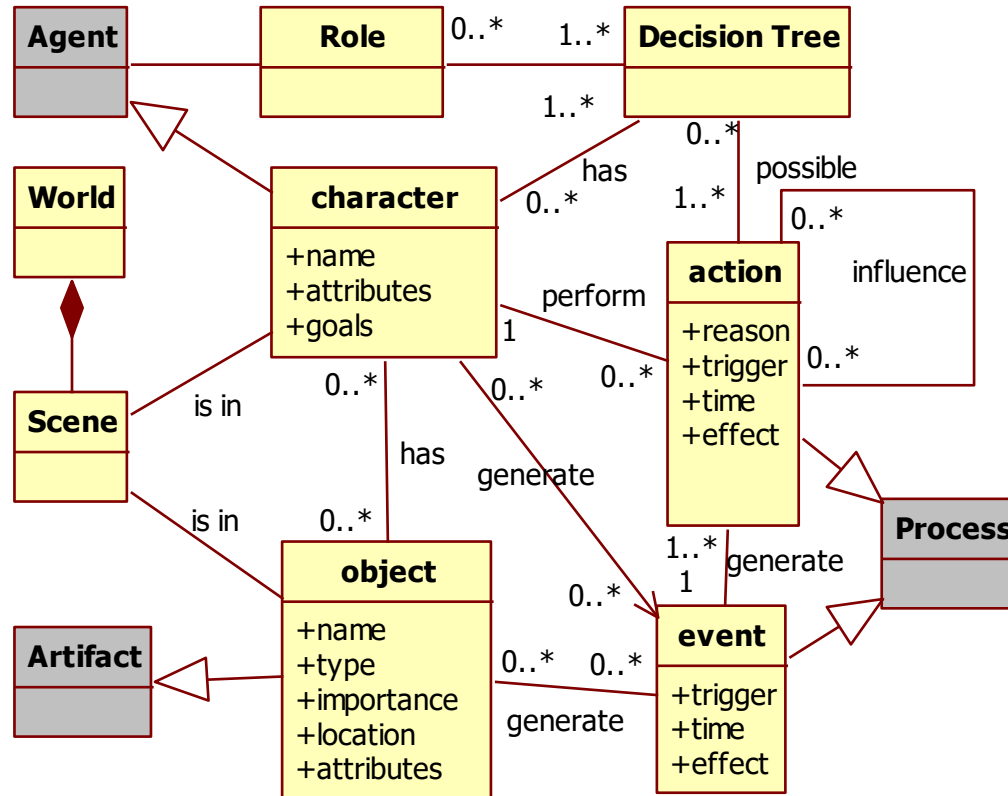 Agent
Role
0..*
1..*
Decision Tree
1..*
has
0..*
0..*
possible
1..*
World
character
+name
+attributes
+goals
0..*
influence
0..*
action
+reason
+trigger
+time
+effect
perform
1
0..*
Scene
is in
is in
0..*
has
0..*
0..*
generate
0..*
1..*
generate
1
Process
object
+name
+type
+importance
+location
+attributes
Artifact
0..*
0..*
generate
event
+trigger
+time
+effect